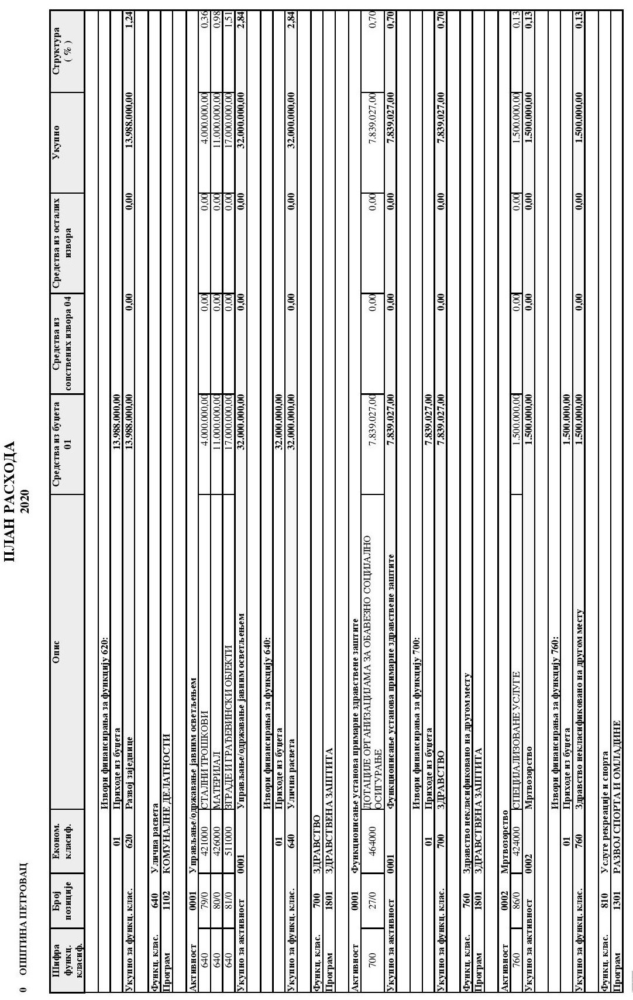 ПЛАН РАСХОДА
2020
0 ОПШТИНА ПЕТРОВАЦ
Шифра функц. класиф. Број позиције Економ. класиф. Опис Средства из буџета 01 Средства из сопствених извора 04 Средства из осталих извора Укупно Структура ( % )
Извори финансирања за функцију 620:
01 Приходе из буџета 13.988.000,00
Укупно за функц. клас. 620 Развој заједнице 13.988.000,00 0,00 0,00 13.988.000,00 1,24
Функц. клас. 640 Улична расвета
Програм 1102 КОМУНАЛНЕ ДЕЛАТНОСТИ
Активност 0001 Управљање/одржавање јавним осветљењем
640 79/0 421000 СТАЛНИ ТРОШКОВИ 4.000.000,00 0,00 0,00 4.000.000,00 0,36
640 80/0 426000 МАТЕРИЈАЛ 11.000.000,00 0,00 0,00 11.000.000,00 0,98
640 81/0 511000 ЗГРАДЕ И ГРАЂЕВИНСКИ ОБЈЕКТИ 17.000.000,00 0,00 0,00 17.000.000,00 1,51
Укупно за активност 0001 Управљање/одржавање јавним осветљењем 32.000.000,00 0,00 0,00 32.000.000,00 2,84
Извори финансирања за функцију 640:
01 Приходе из буџета 32.000.000,00
Укупно за функц. клас. 640 Улична расвета 32.000.000,00 0,00 0,00 32.000.000,00 2,84
Функц. клас. 700 ЗДРАВСТВО
Програм 1801 ЗДРАВСТВЕНА ЗАШТИТА
Активност 0001 Функционисање установа примарне здравствене заштите
700 27/0 464000 ДОТАЦИЈЕ ОРГАНИЗАЦИЈАМА ЗА ОБАВЕЗНО СОЦИЈАЛНО 7.839.027,00 0,00 0,00 7.839.027,00 0,70
ОСИГУРАЊЕ
Укупно за активност 0001 Функционисање установа примарне здравствене заштите 7.839.027,00 0,00 0,00 7.839.027,00 0,70
Извори финансирања за функцију 700:
01 Приходе из буџета 7.839.027,00
Укупно за функц. клас. 700 ЗДРАВСТВО 7.839.027,00 0,00 0,00 7.839.027,00 0,70
Функц. клас. 760 Здравство некласификовано на другом месту
Програм 1801 ЗДРАВСТВЕНА ЗАШТИТА
Активност 0002 Мртвозорство
760 86/0 424000 СПЕЦИЈАЛИЗОВАНЕ УСЛУГЕ 1.500.000,00 0,00 0,00 1.500.000,00 0,13
Укупно за активност 0002 Мртвозорство 1.500.000,00 0,00 0,00 1.500.000,00 0,13
Извори финансирања за функцију 760:
01 Приходе из буџета 1.500.000,00
Укупно за функц. клас. 760 Здравство некласификовано на другом месту 1.500.000,00 0,00 0,00 1.500.000,00 0,13
Функц. клас. 810 Услуге рекреације и спорта
Програм 1301 РАЗВОЈ СПОРТА И ОМЛАДИНЕ